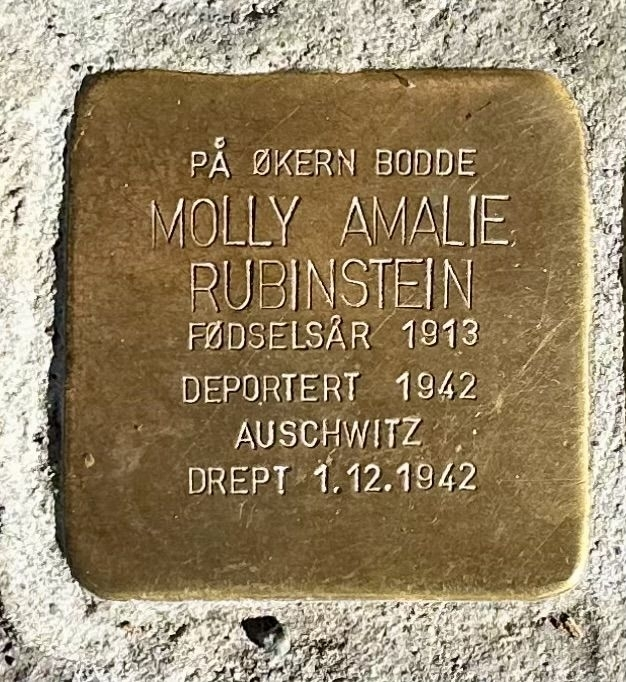 PÅ ØKERN BODDE
MOLLY AMALIE
RUBINSTEIN
FØDSELSÅR 1913
DEPORTERT 1942
AUSCHWITZ
DREPT 1.12.1942